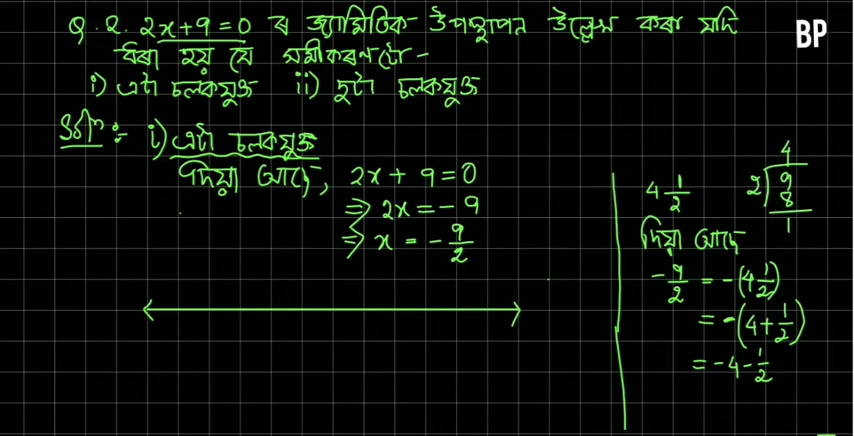 Q. 2. 2x+9=0 ৰ জ্যামিতিক উপস্থাপন উল্লেখ কৰা যদি
ধৰা হয় যে সমীকৰণটো -
i) এটা চলকযুক্ত ii) দুটা চলকযুক্ত
Solⁿ :- i) এটা চলকযুক্ত
দিয়া আছে, 2x + 9 = 0
⇒ 2x = -9
⇒ x = -9/2
BP
4 1/2
4
2)9
8
1
দিয়া আছে
-9/2 = -(4 1/2)
= -(4+1/2)
= -4-1/2